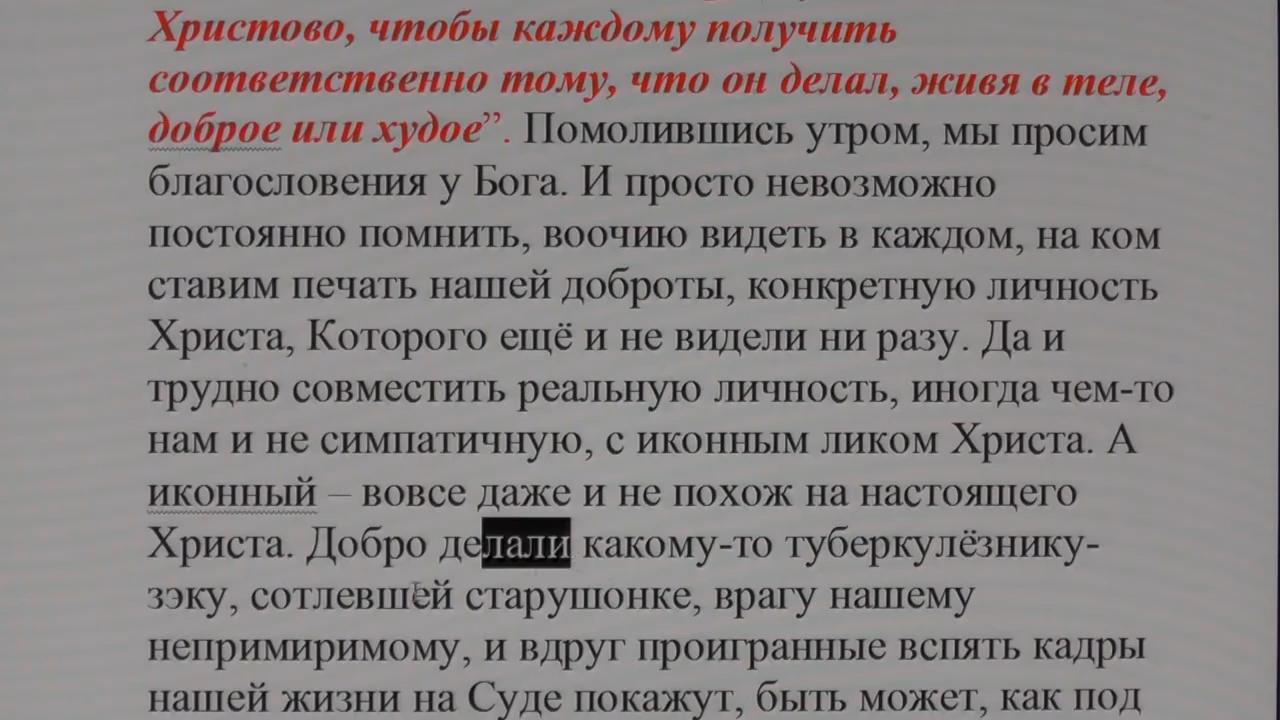 Христово, чтобы каждому получить
соответственно тому, что он делал, живя в теле,
доброе или худое”. Помолившись утром, мы просим
благословения у Бога. И просто невозможно
постоянно помнить, воочию видеть в каждом, на ком
ставим печать нашей доброты, конкретную личность
Христа, Которого ещё и не видели ни разу. Да и
трудно совместить реальную личность, иногда чем-то
нам и не симпатичную, с иконным ликом Христа. А
иконный – вовсе даже и не похож на настоящего
Христа. Добро делали какому-то туберкулёзнику-
зэку, сотлевшей старушонке, врагу нашему
непримиримому, и вдруг проигранные вспять кадры
нашей жизни на Суде покажут, быть может, как под